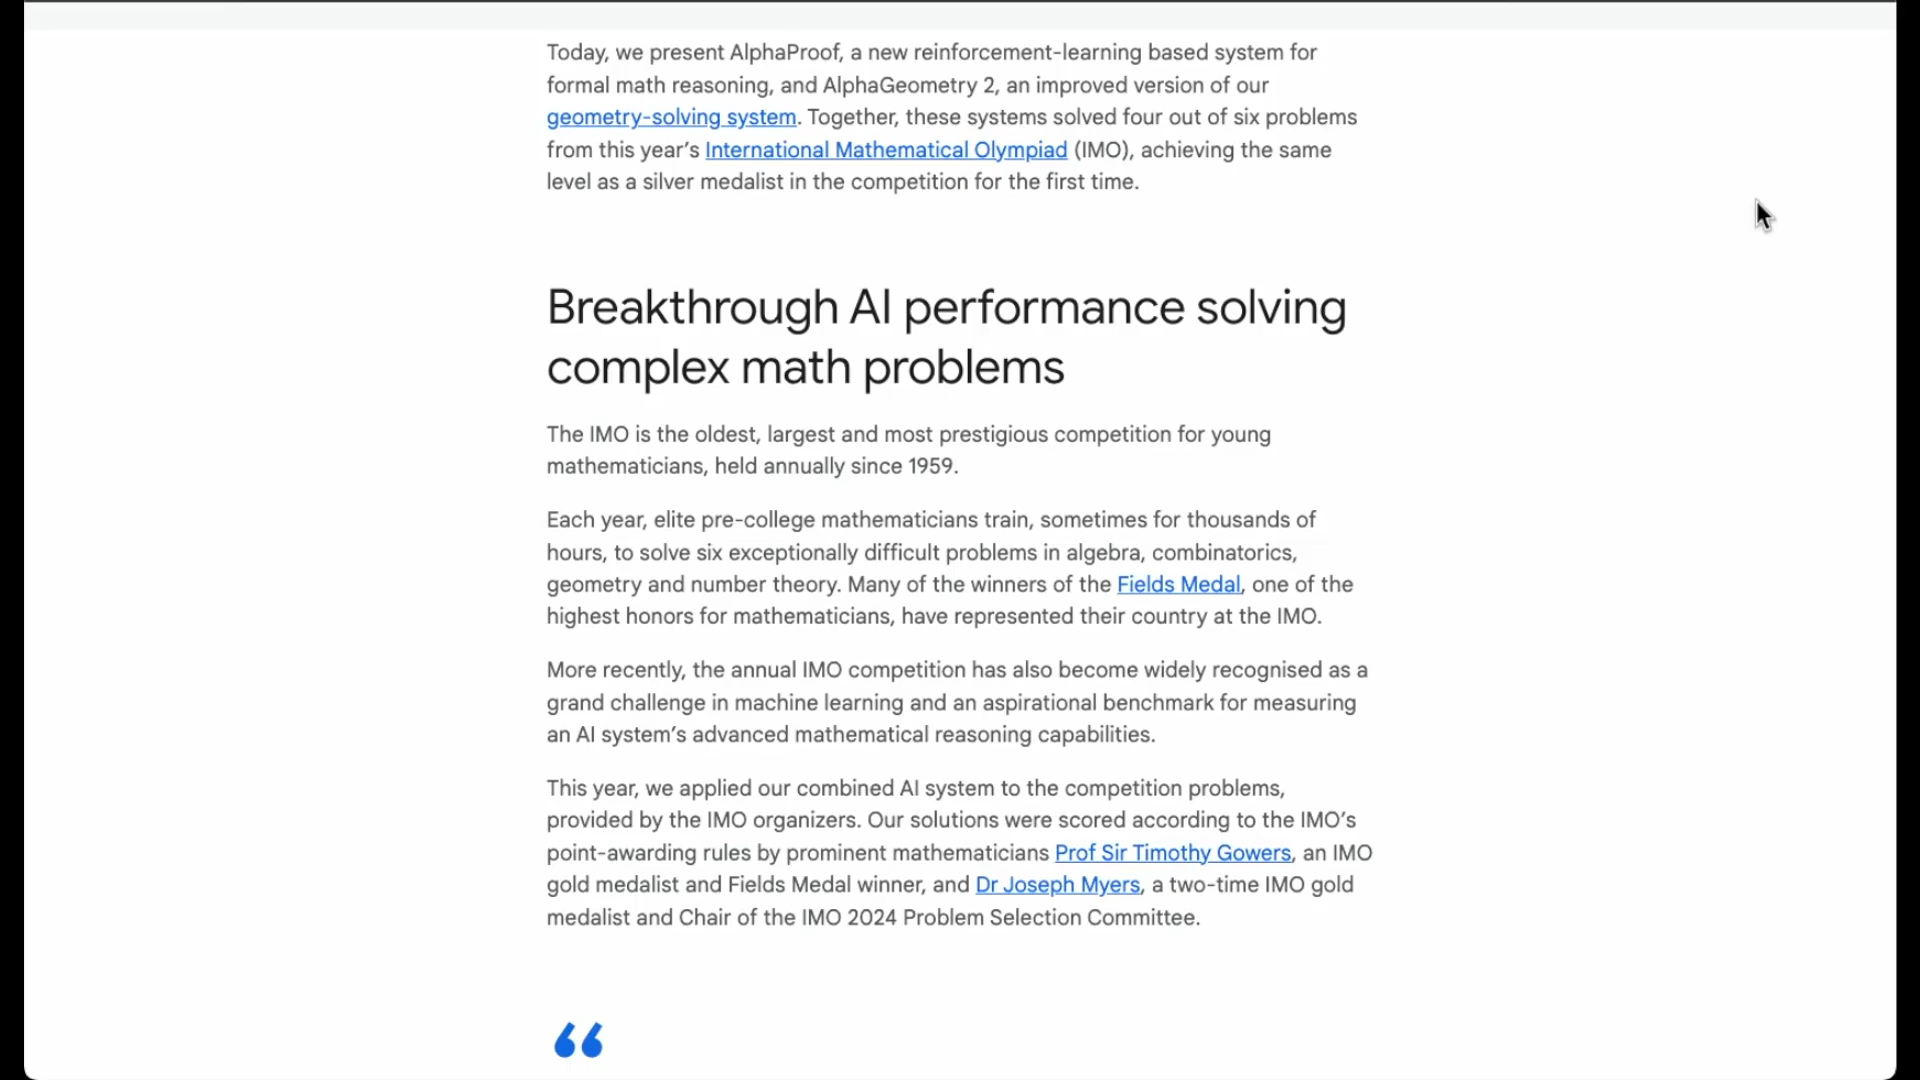 Today, we present AlphaProof, a new reinforcement-learning based system for
formal math reasoning, and AlphaGeometry 2, an improved version of our
geometry-solving system. Together, these systems solved four out of six problems
from this year’s International Mathematical Olympiad (IMO), achieving the same
level as a silver medalist in the competition for the first time.
Breakthrough AI performance solving
complex math problems
The IMO is the oldest, largest and most prestigious competition for young
mathematicians, held annually since 1959.
Each year, elite pre-college mathematicians train, sometimes for thousands of
hours, to solve six exceptionally difficult problems in algebra, combinatorics,
geometry and number theory. Many of the winners of the Fields Medal, one of the
highest honors for mathematicians, have represented their country at the IMO.
More recently, the annual IMO competition has also become widely recognised as a
grand challenge in machine learning and an aspirational benchmark for measuring
an AI system’s advanced mathematical reasoning capabilities.
This year, we applied our combined AI system to the competition problems,
provided by the IMO organizers. Our solutions were scored according to the IMO’s
point-awarding rules by prominent mathematicians Prof Sir Timothy Gowers, an IMO
gold medalist and Fields Medal winner, and Dr Joseph Myers, a two-time IMO gold
medalist and Chair of the IMO 2024 Problem Selection Committee.
“